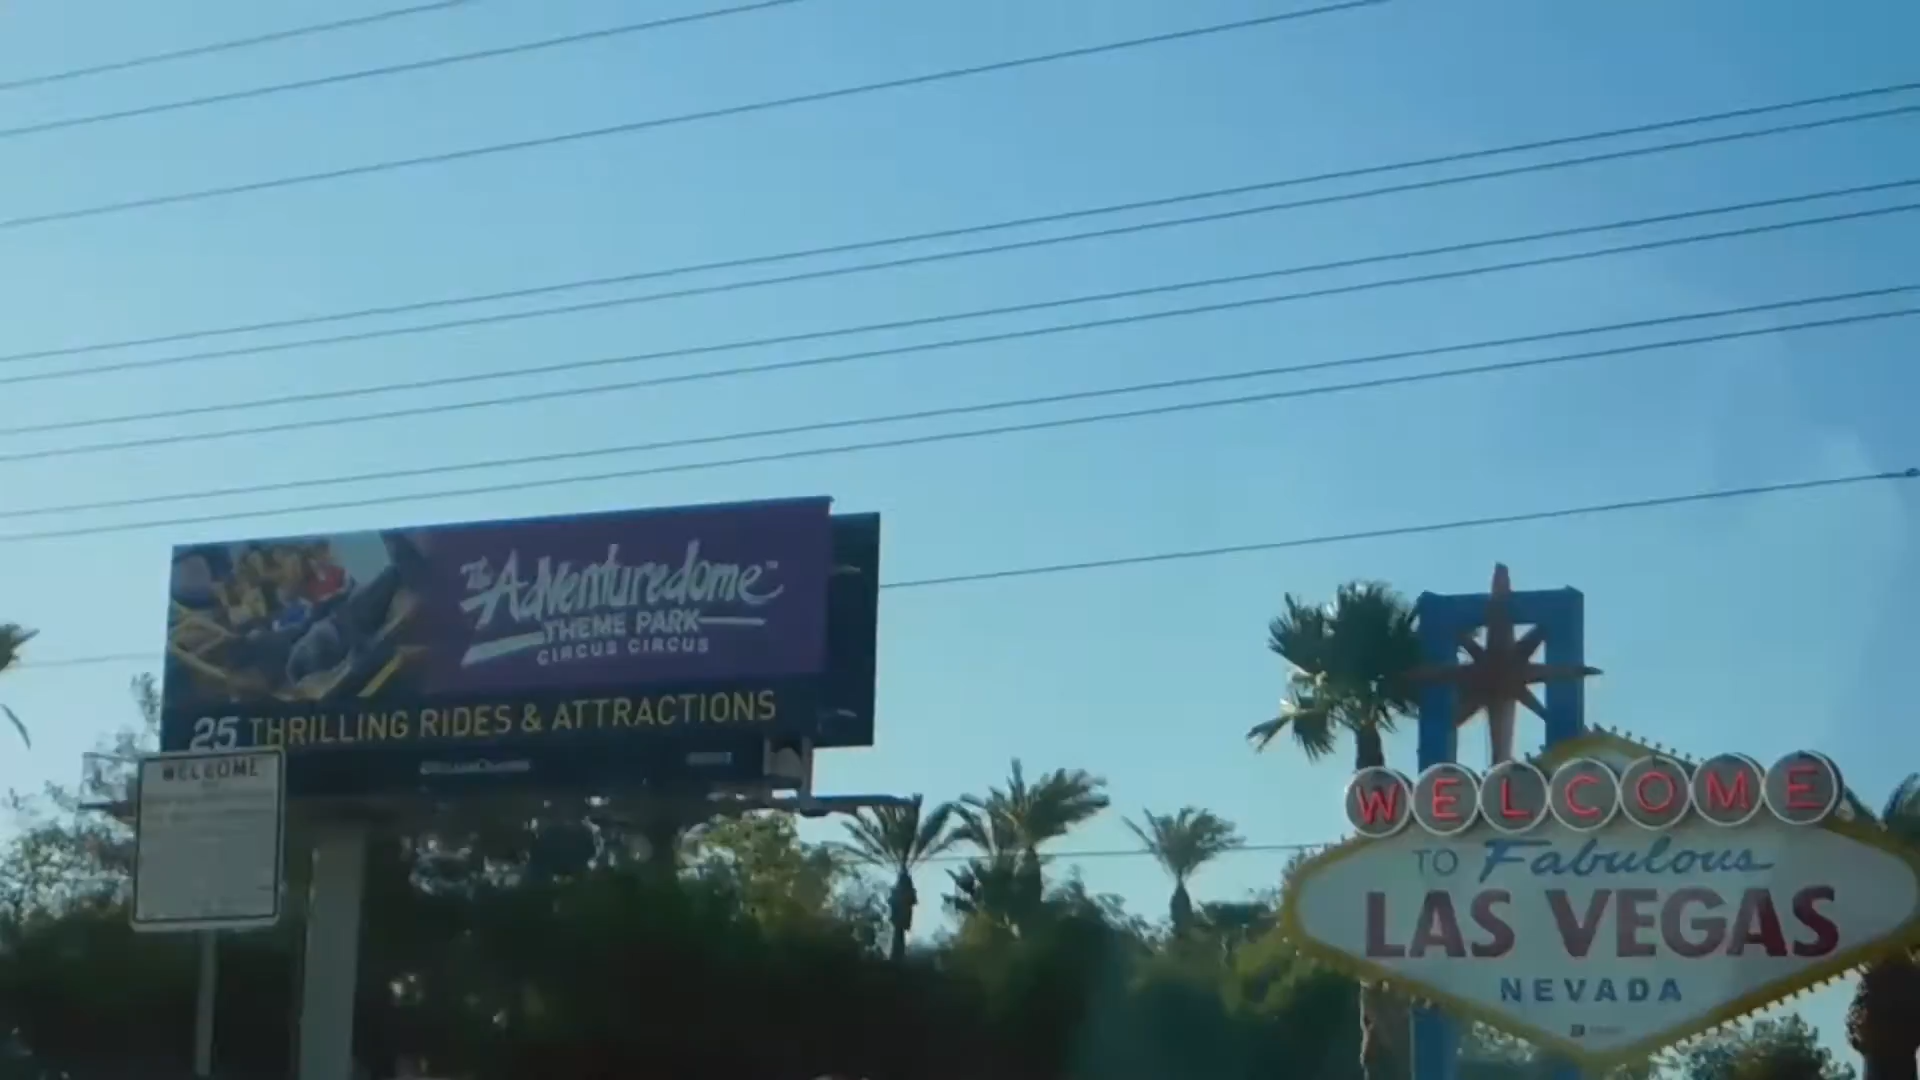 The Adventuredome
THEME PARK
CIRCUS CIRCUS
25 THRILLING RIDES & ATTRACTIONS
WELCOME
WELCOME
TO Fabulous
LAS VEGAS
NEVADA